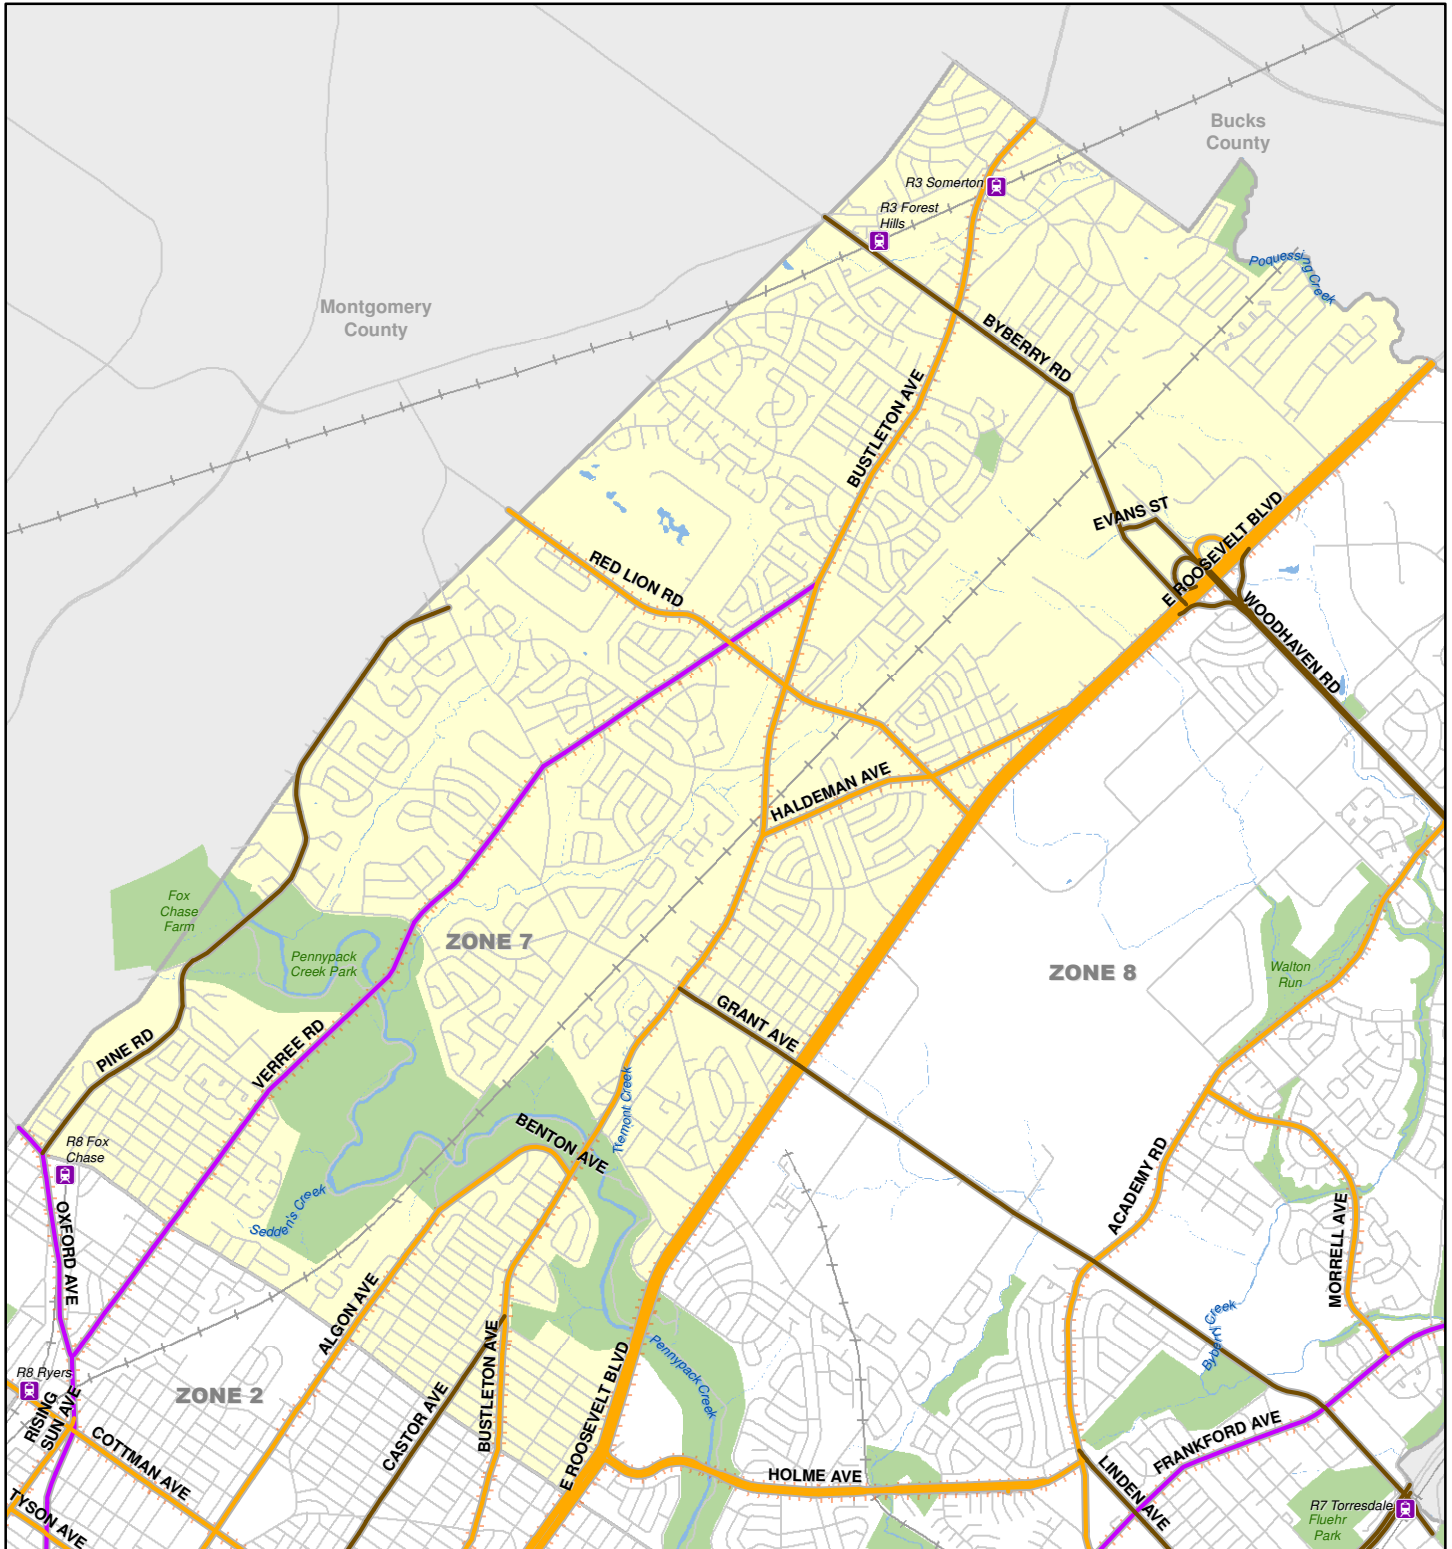 Bucks
County
R3 Somerton
R3 Forest
Hills
Poquessing Creek
Montgomery
County
BYBERRY RD
BUSTLETON AVE
EVANS ST
E ROOSEVELT BLVD
RED LION RD
WOODHAVEN RD
HALDEMAN AVE
Fox
Chase
Farm
ZONE 7
Pennypack
Creek Park
ZONE 8
Walton
Run
GRANT AVE
PINE RD
VERREE RD
Tremont Creek
BENTON AVE
R8 Fox
Chase
ACADEMY RD
OXFORD AVE
Sedden's Creek
MORRELL AVE
ALGON AVE
Byberry Creek
Pennypack Creek
R8 Ryers
ZONE 2
BUSTLETON AVE
E ROOSEVELT BLVD
CASTOR AVE
RISING
SUN AVE
FRANKFORD AVE
COTTMAN AVE
HOLME AVE
LINDEN AVE
TYSON AVE
R7 Torresdale
Fluehr
Park